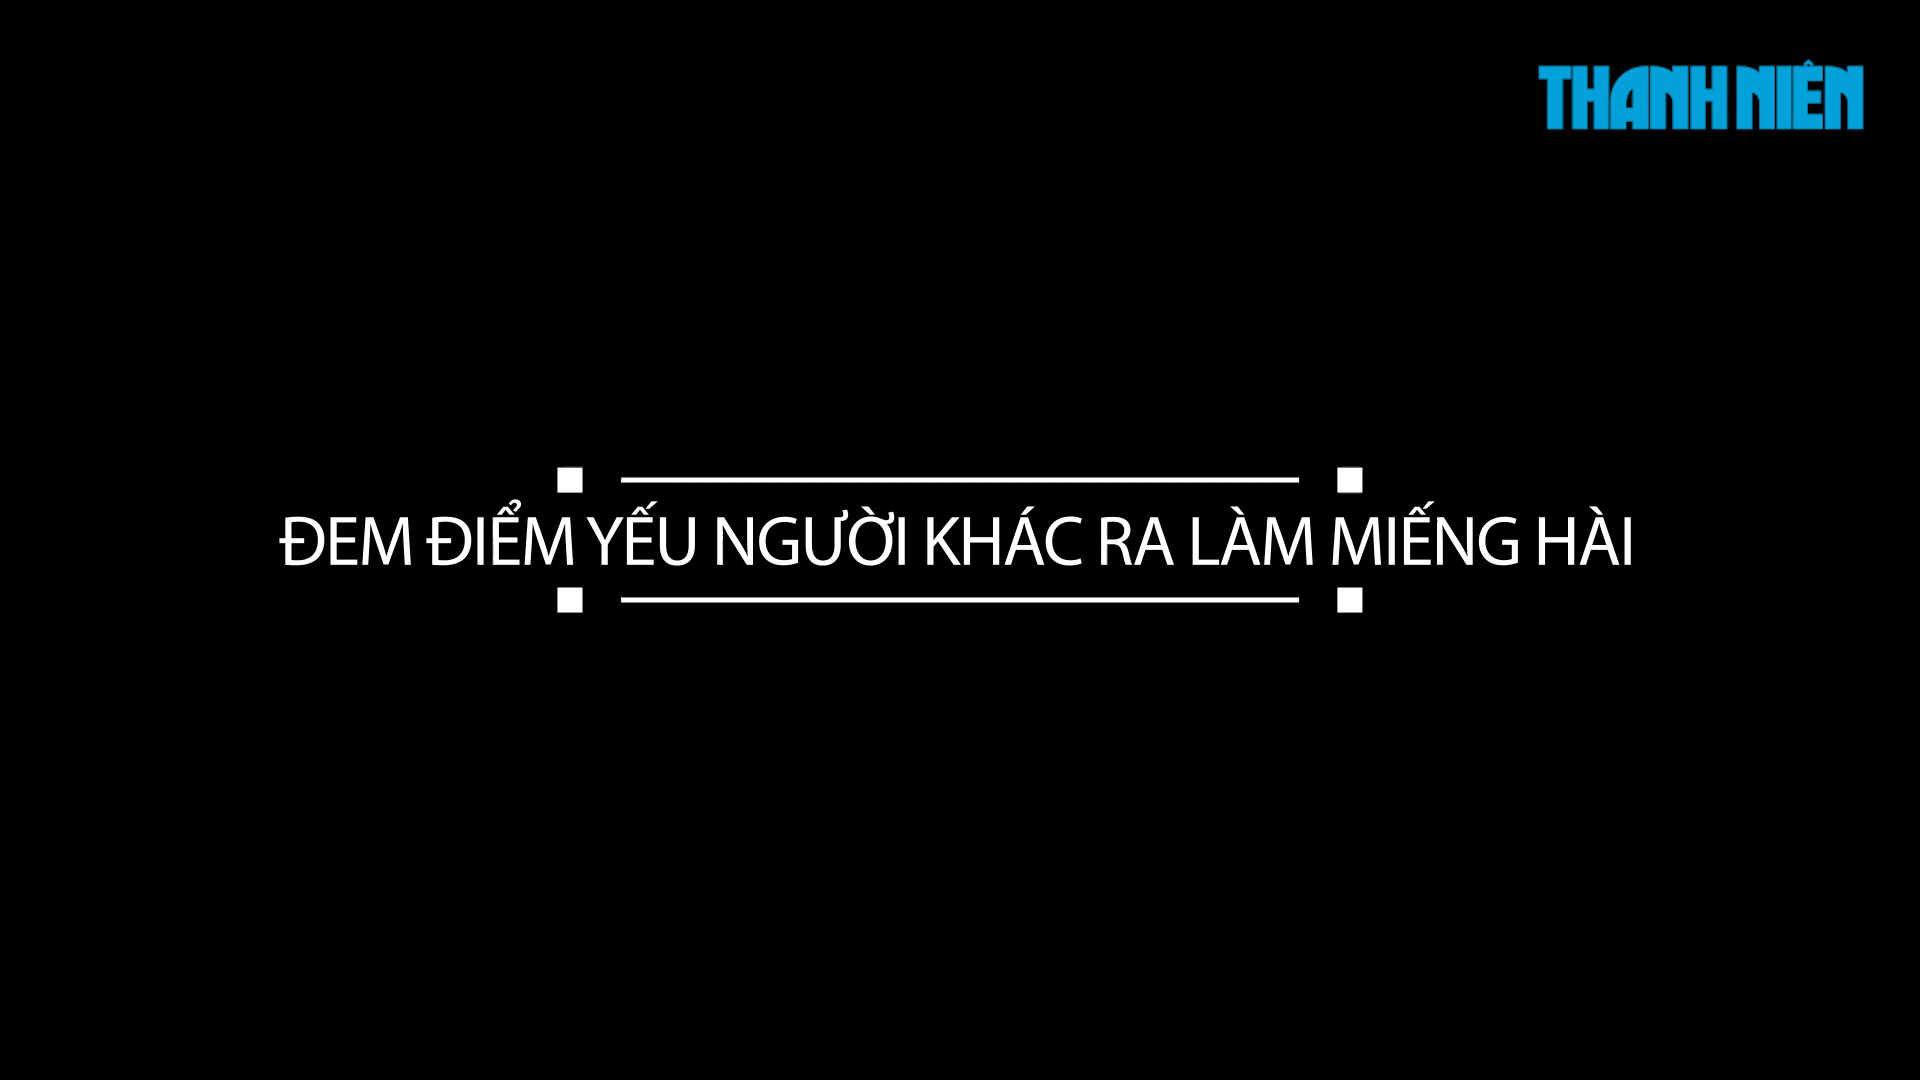 THANH NIÊN
ĐEM ĐIỂM YẾU NGƯỜI KHÁC RA LÀM MIẾNG HÀI